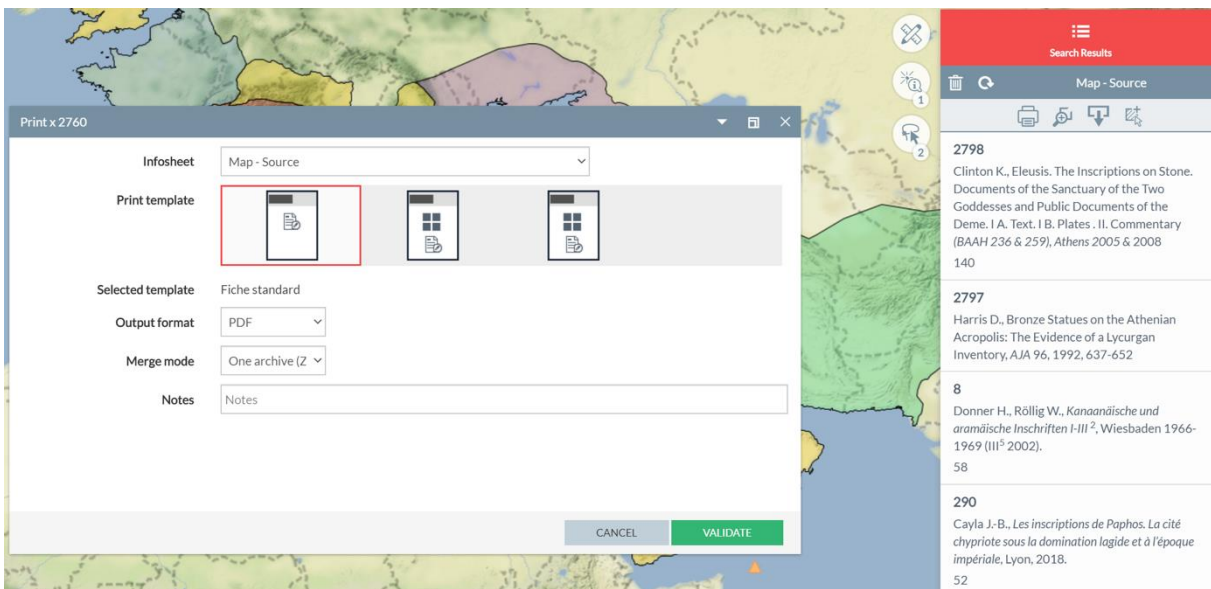 Print x 2760
Infosheet
Map - Source
Print template
Selected template
Fiche standard
Output format
PDF
Merge mode
One archive (Z
Notes
Notes
CANCEL
VALIDATE
1
2
Search Results
Map - Source
2798
Clinton K., Eleusis. The Inscriptions on Stone.
Documents of the Sanctuary of the Two
Goddesses and Public Documents of the
Deme. I A. Text. I B. Plates . II. Commentary
(BAAH 236 & 259), Athens 2005 & 2008
140
2797
Harris D., Bronze Statues on the Athenian
Acropolis: The Evidence of a Lycurgan
Inventory, AJA 96, 1992, 637-652
8
Donner H., Röllig W., Kanaanäische und
aramäische Inschriften I-III ², Wiesbaden 1966-
1969 (III⁵ 2002).
58
290
Cayla J.-B., Les inscriptions de Paphos. La cité
chypriote sous la domination lagide et à l'époque
impériale, Lyon, 2018.
52